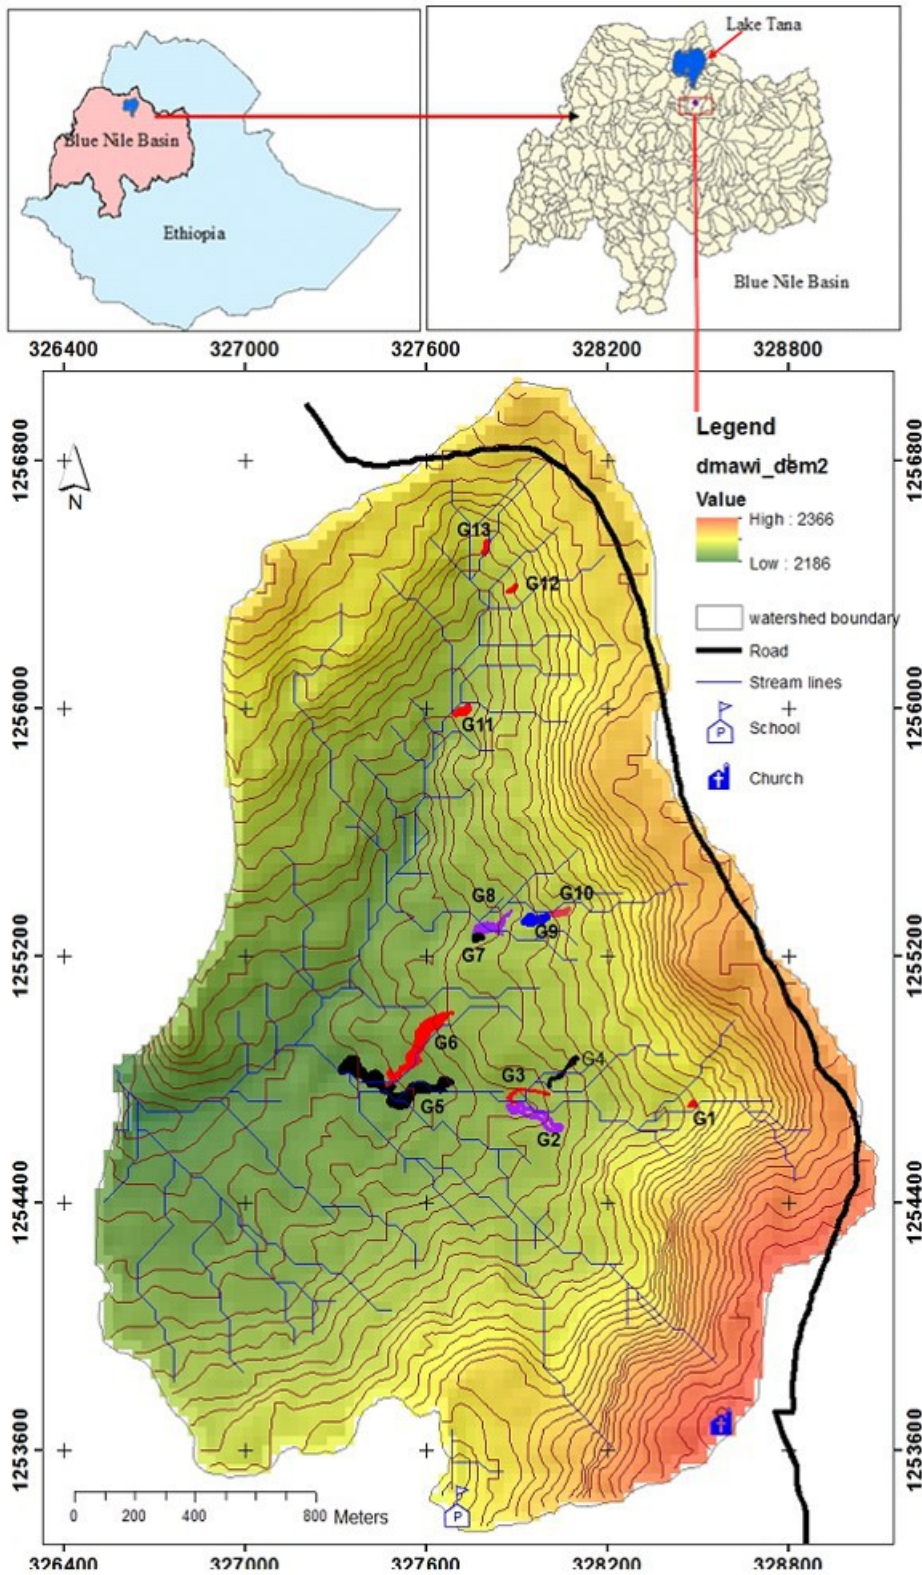 Lake Tana
Blue Nile Basin
Ethiopia
Blue Nile Basin
326400 327000 327600 328200 328800
Legend
dmawi_dem2
Value
High : 2366
Low : 2186
watershed boundary
Road
Stream lines
P
School
Church
N
1256800
1256800
1256000
1256000
1255200
1255200
1254400
1254400
1253600
1253600
G13
G12
G11
G8
G10
G9
G7
G6
G4
G3
G5
G1
G2
P
0 200 400 800 Meters
326400 327000 327600 328200 328800